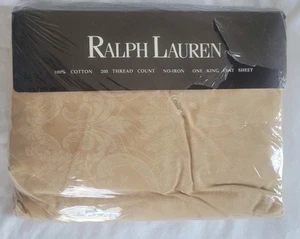 RALPH LAUREN
100% COTTON 200 THREAD COUNT NO-IRON ONE KING FLAT SHEET